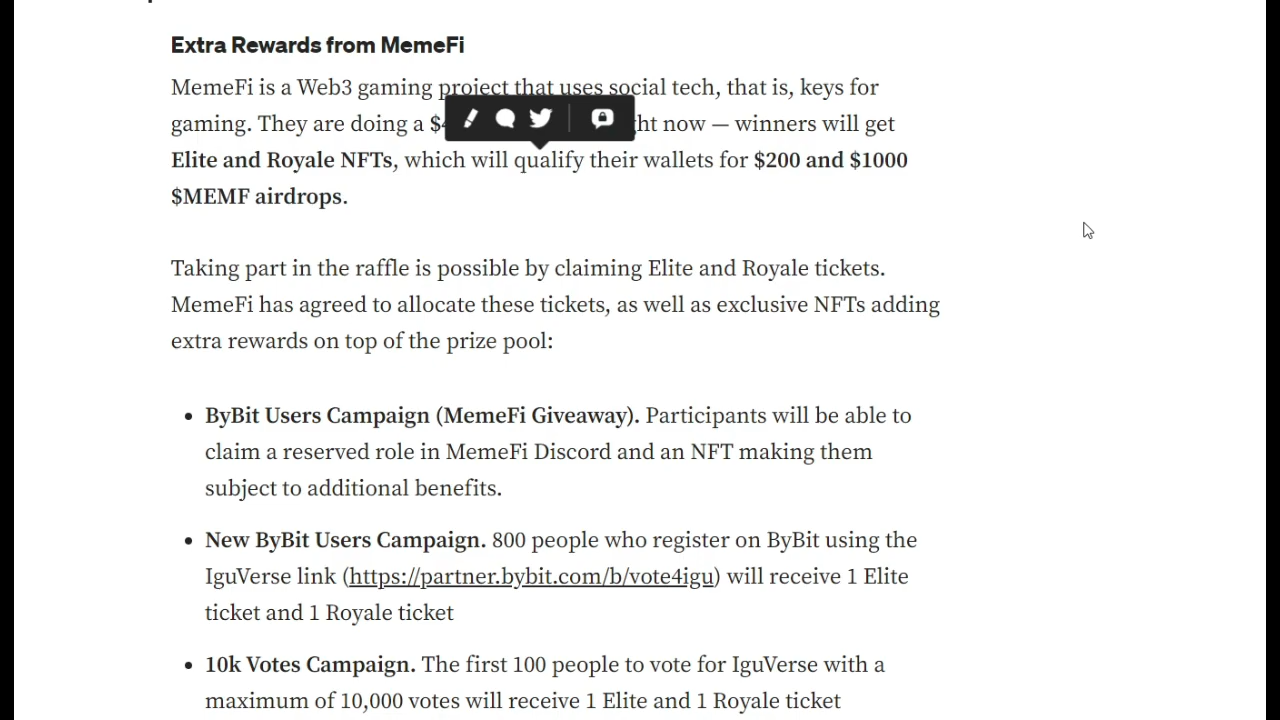 Extra Rewards from MemeFi
MemeFi is a Web3 gaming project that uses social tech, that is, keys for
gaming. They are doing a right now — winners will get
Elite and Royale NFTs, which will qualify their wallets for $200 and $1000
$MEMF airdrops.
Taking part in the raffle is possible by claiming Elite and Royale tickets.
MemeFi has agreed to allocate these tickets, as well as exclusive NFTs adding
extra rewards on top of the prize pool:
• ByBit Users Campaign (MemeFi Giveaway). Participants will be able to
claim a reserved role in MemeFi Discord and an NFT making them
subject to additional benefits.
• New ByBit Users Campaign. 800 people who register on ByBit using the
IguVerse link (https://partner.bybit.com/b/vote4igu) will receive 1 Elite
ticket and 1 Royale ticket
• 10k Votes Campaign. The first 100 people to vote for IguVerse with a
maximum of 10,000 votes will receive 1 Elite and 1 Royale ticket